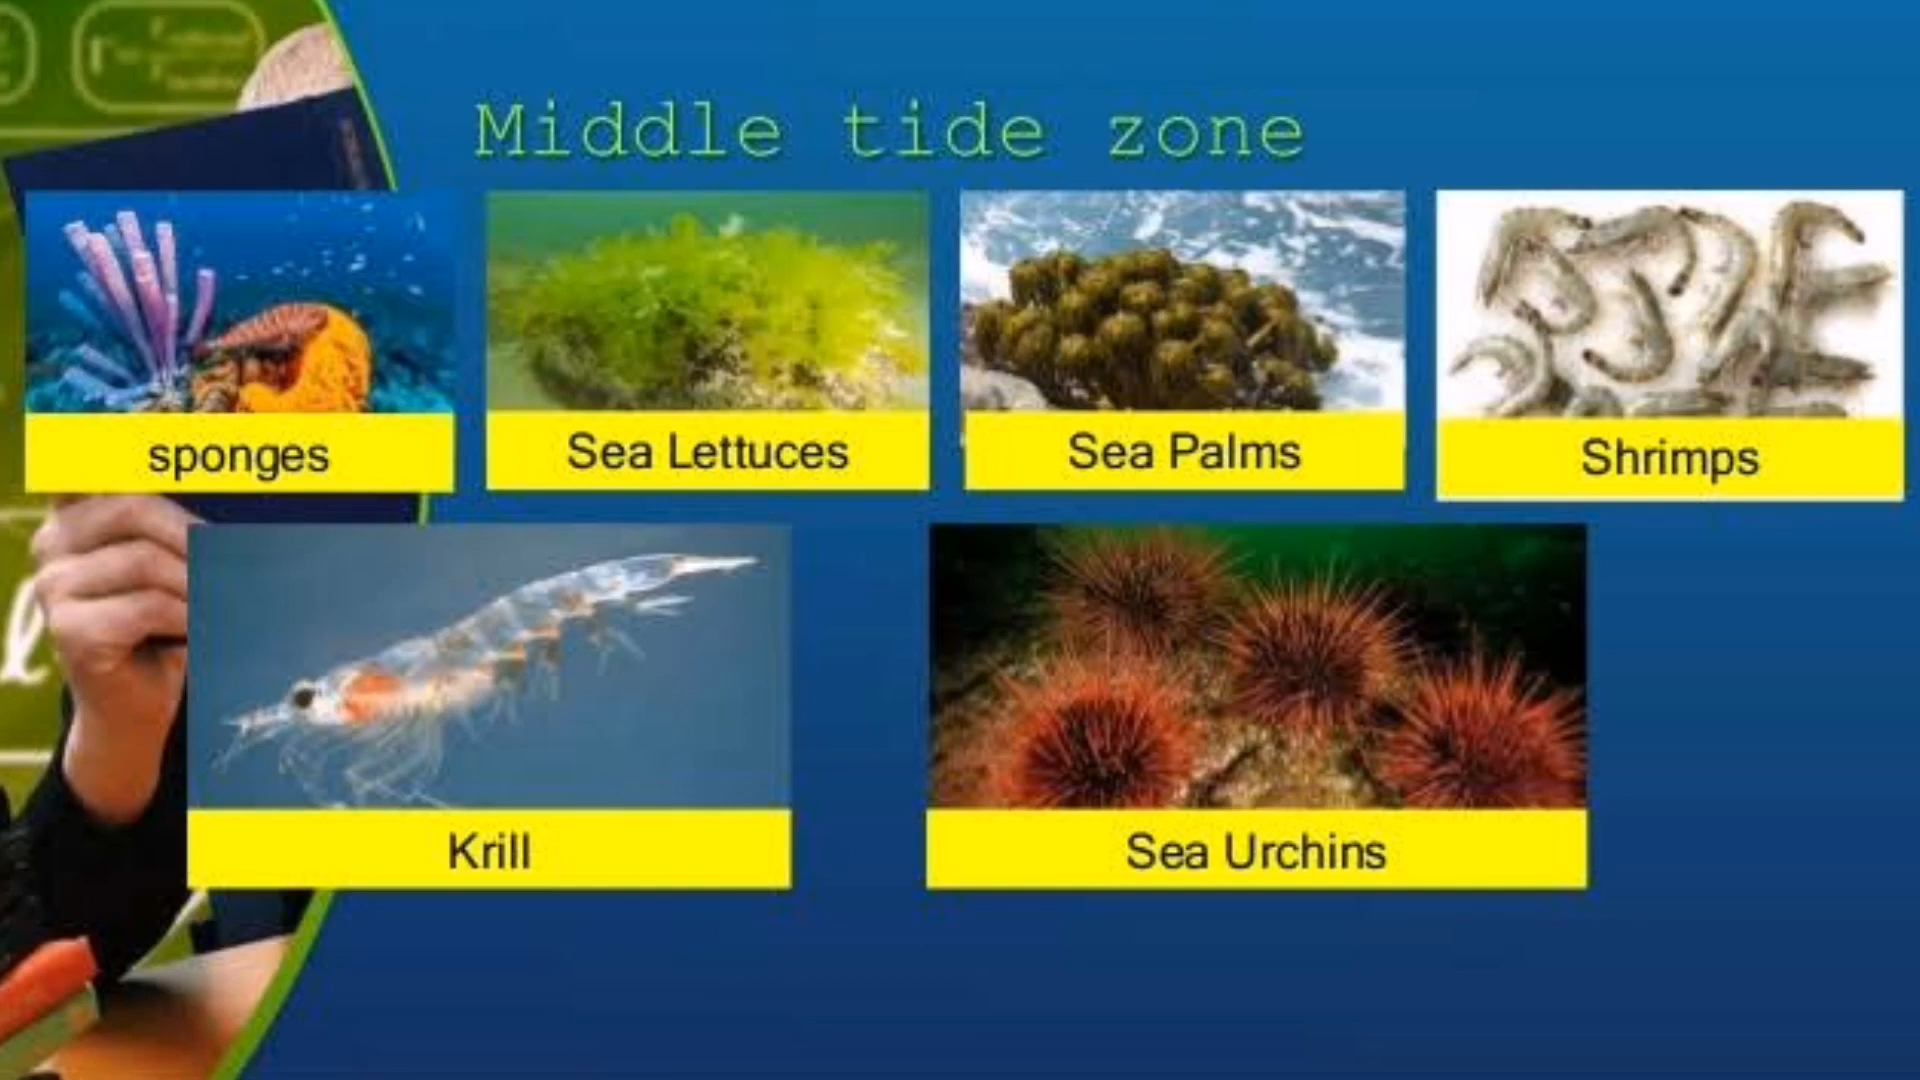 Middle tide zone
sponges
Sea Lettuces
Sea Palms
Shrimps
Krill
Sea Urchins